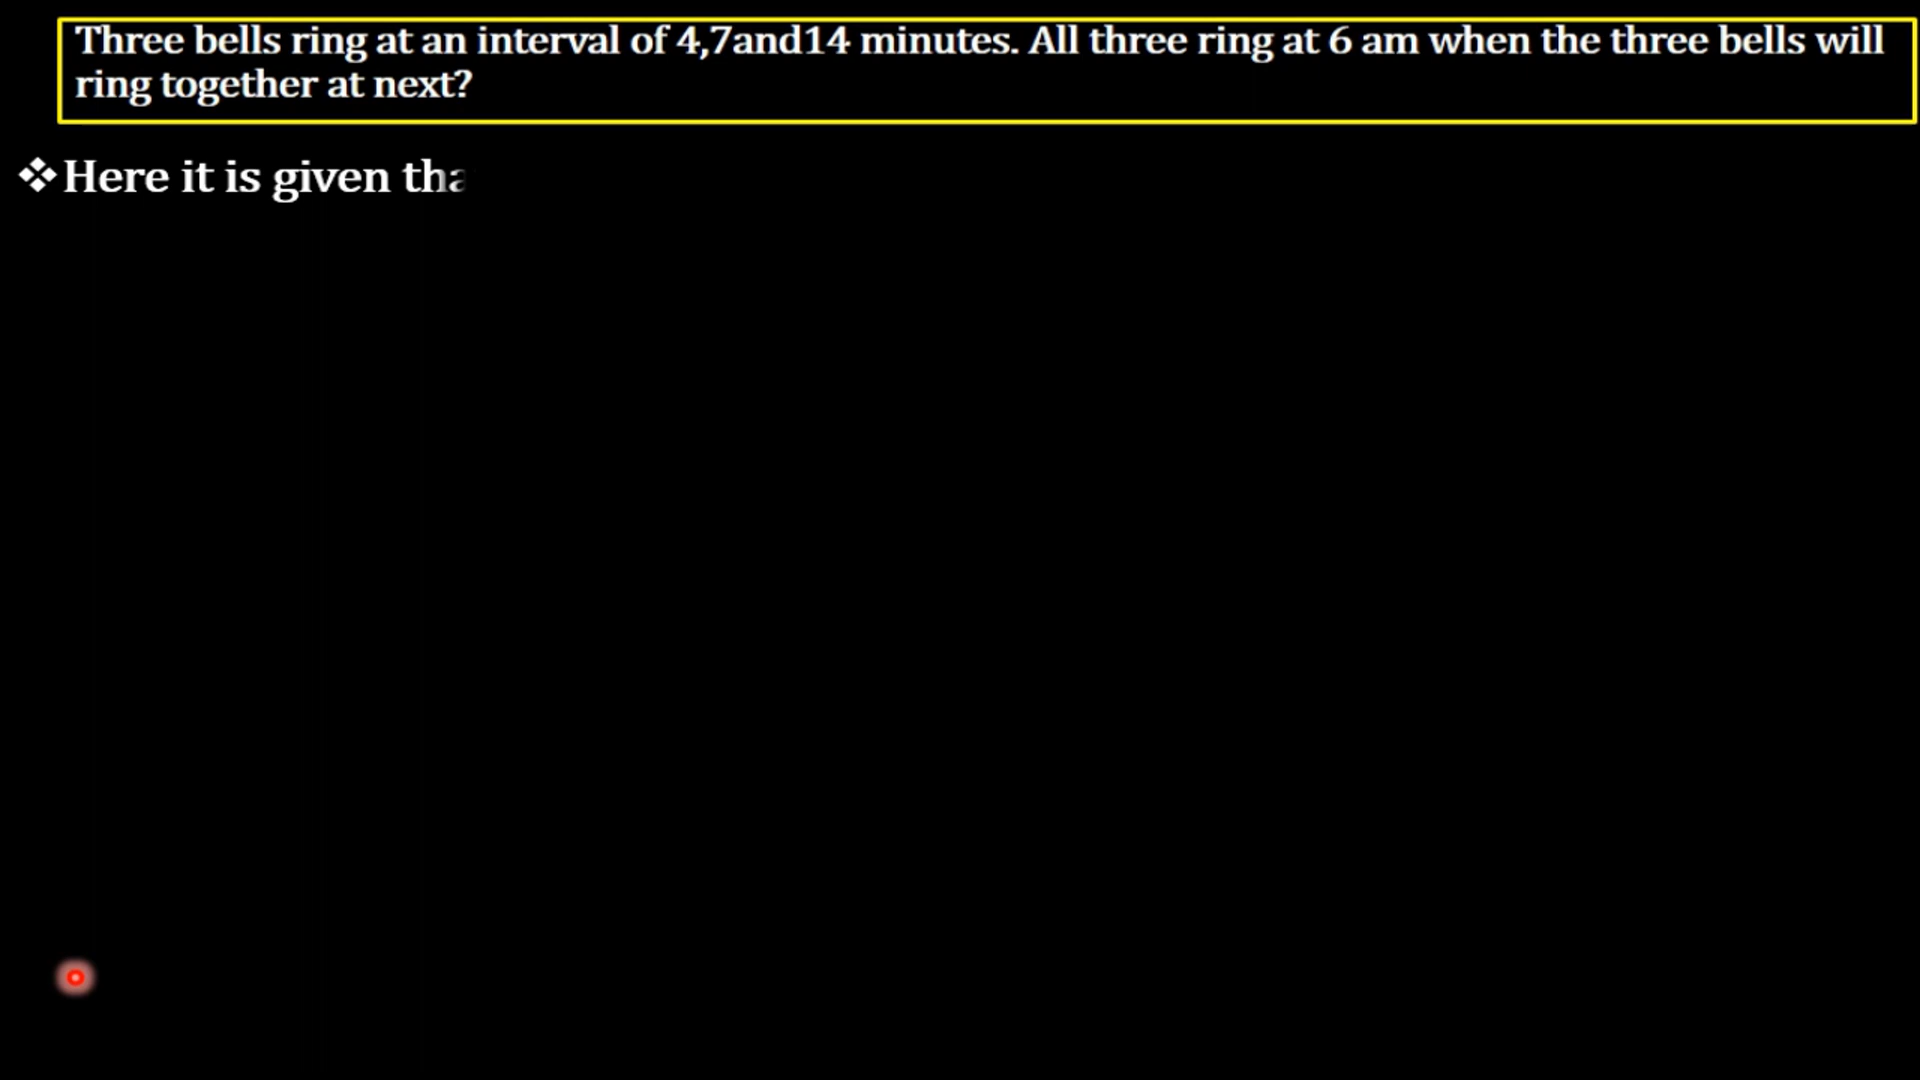 Three bells ring at an interval of 4,7and14 minutes. All three ring at 6 am when the three bells will
ring together at next?
❖Here it is given tha